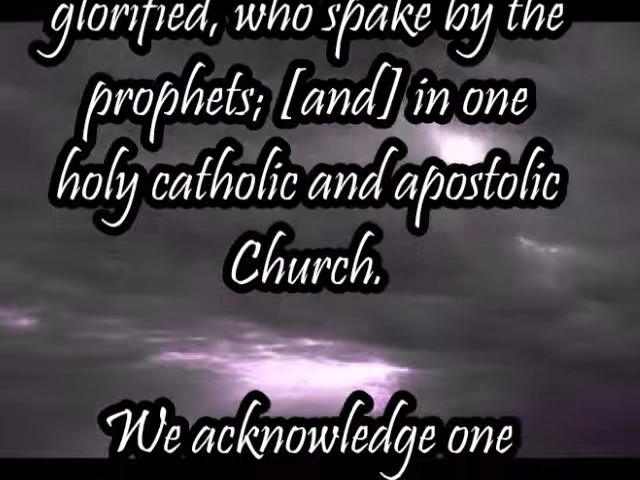 glorified, who spake by the
prophets; [and] in one
holy catholic and apostolic
Church.
We acknowledge one